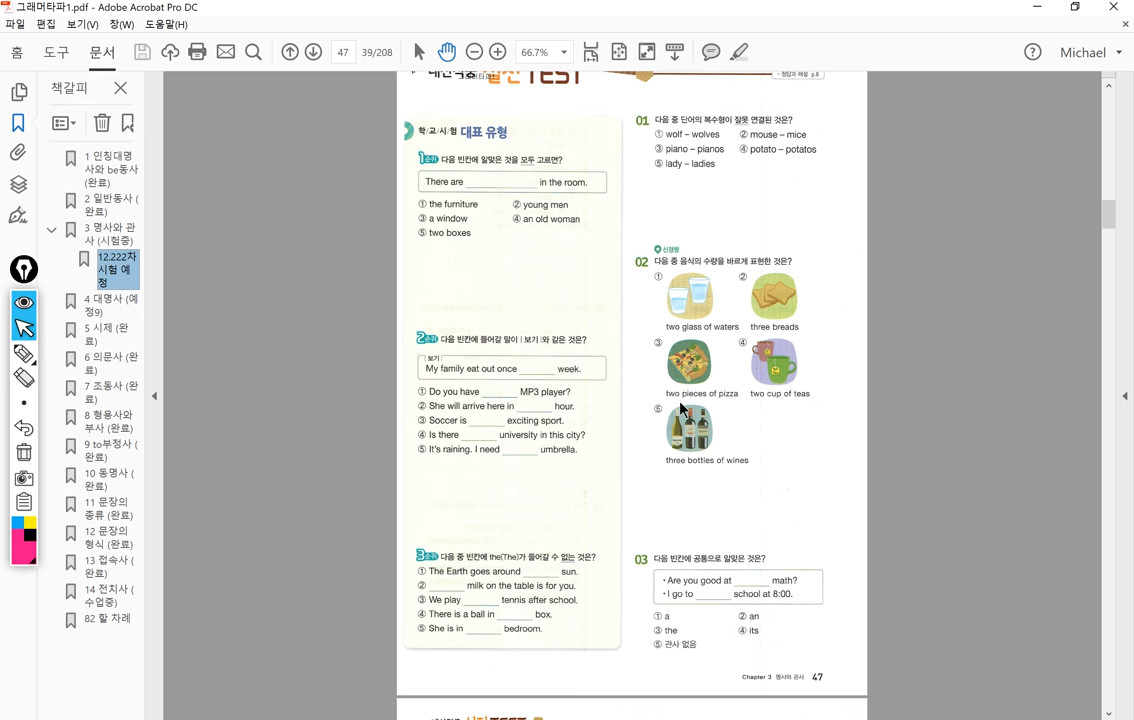 그래머타파1.pdf - Adobe Acrobat Pro DC
파일 편집 보기(V) 창(W) 도움말(H)
홈 도구 문서 47 39/208 66.7% Michael
책갈피
1 인칭대명
사와 be동사
(완료)
2 일반동사 (
완료)
3 명사와 관
사 (시험중)
12.222차
시험 예
정
4 대명사 (예
정9)
5 시제 (완
료)
6 의문사 (완
료)
7 조동사 (완
료)
8 형용사와
부사 (완료)
9 to부정사 (
완료)
10 동명사 (
완료)
11 문장의
종류 (완료)
12 문장의
형식 (완료)
13 접속사 (
완료)
14 전치사 (
수업중)
82 할 차례
실전 TEST
정답과 해설 p.8
학/교/시/험 대표 유형
1순위 다음 빈칸에 알맞은 것을 모두 고르면?
There are ____________ in the room.
① the furniture ② young men
③ a window ④ an old woman
⑤ two boxes
2순위 다음 빈칸에 들어갈 말이 |보기|와 같은 것은?
보기
My family eat out once ______ week.
① Do you have ______ MP3 player?
② She will arrive here in ______ hour.
③ Soccer is ______ exciting sport.
④ Is there ______ university in this city?
⑤ It's raining. I need ______ umbrella.
3순위 다음 중 빈칸에 the(The)가 들어갈 수 없는 것은?
① The Earth goes around ______ sun.
② ______ milk on the table is for you.
③ We play ______ tennis after school.
④ There is a ball in ______ box.
⑤ She is in ______ bedroom.
01 다음 중 단어의 복수형이 잘못 연결된 것은?
① wolf – wolves ② mouse – mice
③ piano – pianos ④ potato – potatos
⑤ lady – ladies
신경향
02 다음 중 음식의 수량을 바르게 표현한 것은?
① ②
two glass of waters three breads
③ ④
two pieces of pizza two cup of teas
⑤
three bottles of wines
03 다음 빈칸에 공통으로 알맞은 것은?
• Are you good at ______ math?
• I go to ______ school at 8:00.
① a ② an
③ the ④ its
⑤ 관사 없음
Chapter 3 명사와 관사 47